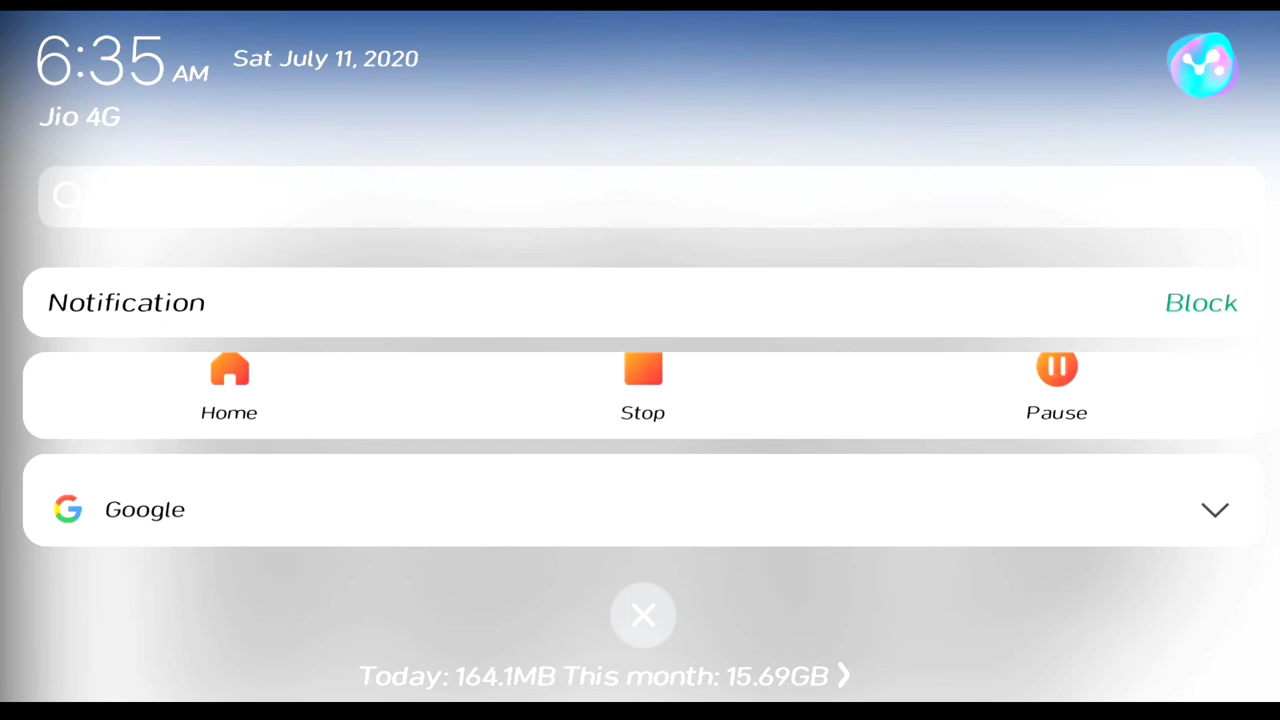 6:35 AM Sat July 11, 2020
Jio 4G
Notification Block
Home Stop Pause
Google
Today: 164.1MB This month: 15.69GB